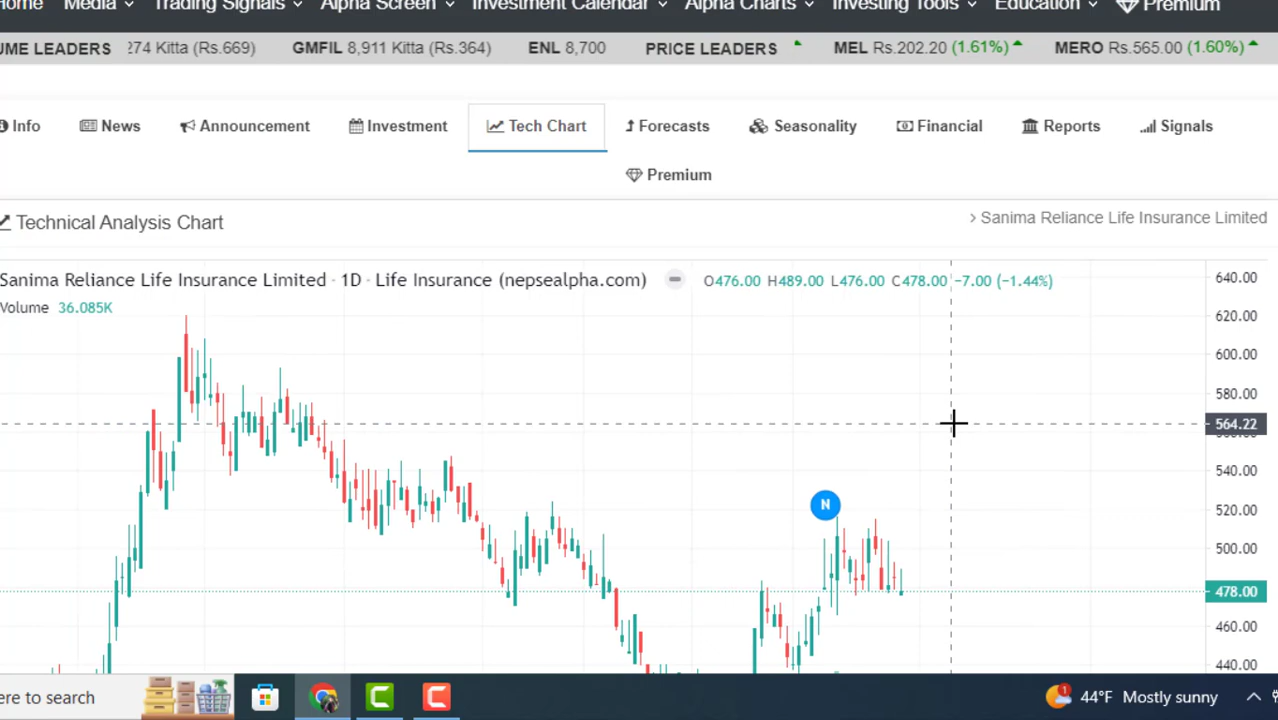 Home Media Trading Signals Alpha Screen Investment Calendar Alpha Charts Investing Tools Education Premium
UME LEADERS 274 Kitta (Rs.669) GMFIL 8,911 Kitta (Rs.364) ENL 8,700 PRICE LEADERS MEL Rs.202.20 (1.61%) MERO Rs.565.00 (1.60%)
Info News Announcement Investment Tech Chart Forecasts Seasonality Financial Reports Signals
Premium
Technical Analysis Chart
> Sanima Reliance Life Insurance Limited
Sanima Reliance Life Insurance Limited · 1D · Life Insurance (nepsealpha.com) O476.00 H489.00 L476.00 C478.00 −7.00 (−1.44%)
Volume 36.085K
640.00
620.00
600.00
580.00
564.22
540.00
520.00
N
500.00
478.00
460.00
440.00
ere to search
1
44°F Mostly sunny